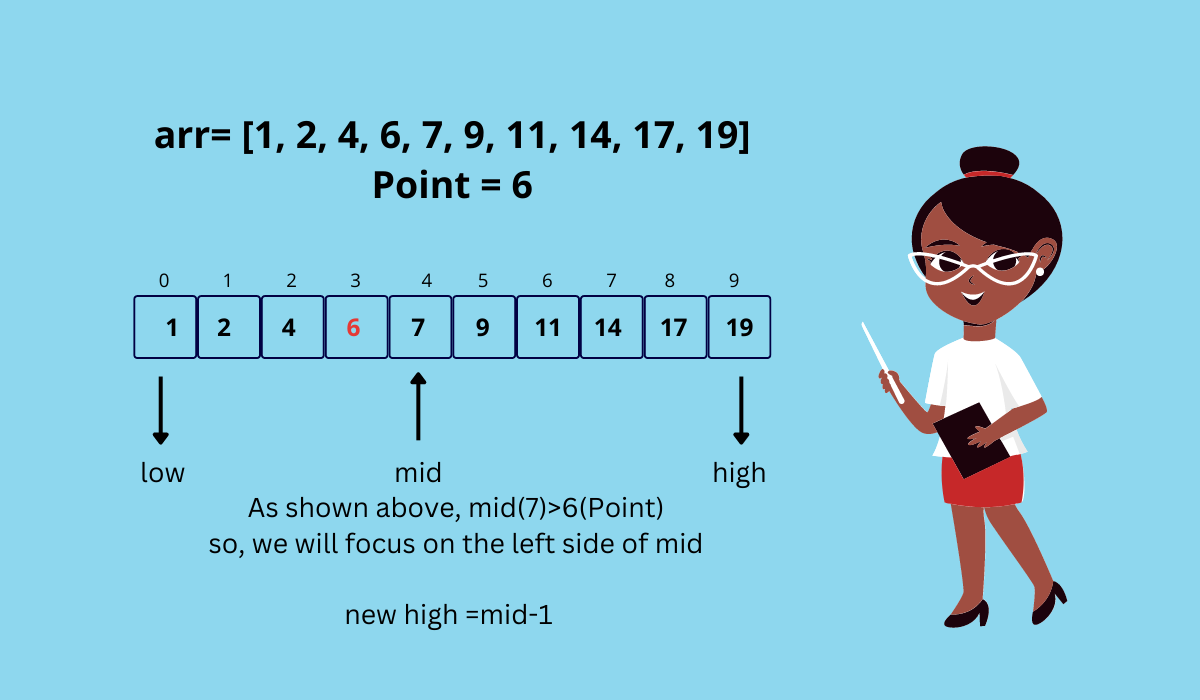 arr= [1, 2, 4, 6, 7, 9, 11, 14, 17, 19]
Point = 6
0 1 2 3 4 5 6 7 8 9
1 2 4 6 7 9 11 14 17 19
low mid high
As shown above, mid(7)>6(Point)
so, we will focus on the left side of mid
new high =mid-1